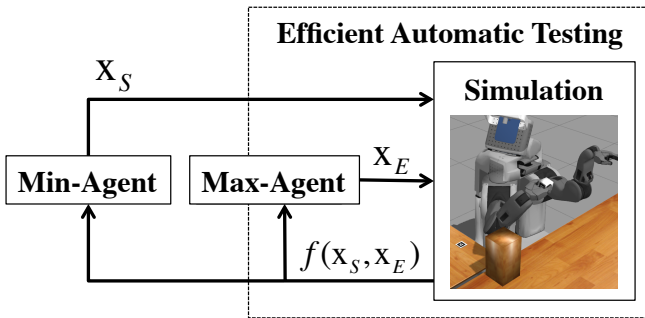 Efficient Automatic Testing
X_S
Simulation
Min-Agent
Max-Agent
X_E
f(x_S, x_E)